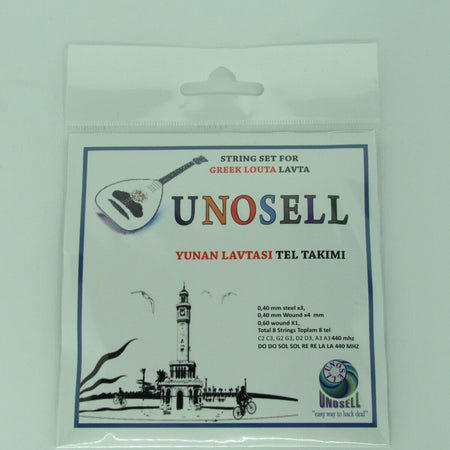 STRING SET FOR
GREEK LOUTA LAVTA
UNOSELL
YUNAN LAVTASI TEL TAKIMI
0,40 mm steel x3,
0,40 mm Wound x4 mm
0,60 wound X1,
Total 8 Strings Toplam 8 tel
C2 C3, G2 G3, D2 D3, A3 A3 440 mhz
DO DO SOL SOL RE RE LA LA 440 MHZ
UNOSELL
UNOSELL
"easy way to hack deal"